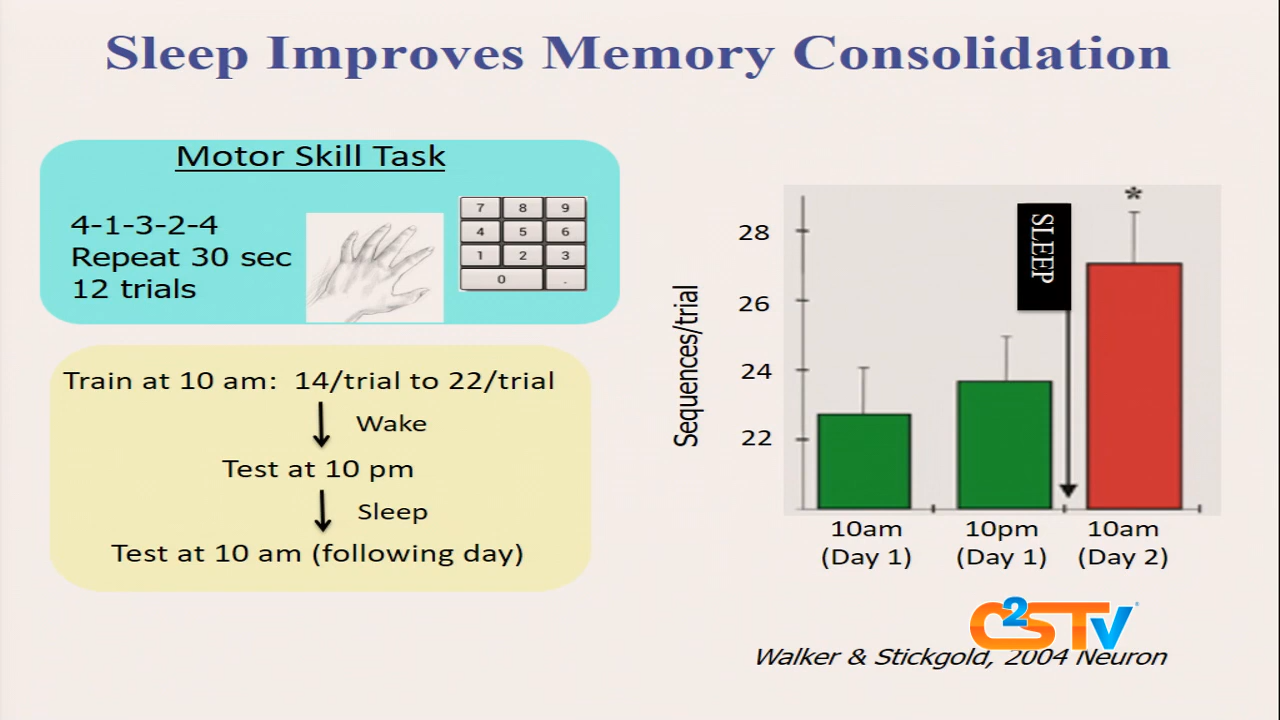 Sleep Improves Memory Consolidation
Motor Skill Task
4-1-3-2-4
Repeat 30 sec
12 trials
7 8 9
4 5 6
1 2 3
0 .
Train at 10 am: 14/trial to 22/trial
Wake
Test at 10 pm
Sleep
Test at 10 am (following day)
Sequences/trial
28
26
24
22
SLEEP
*
10am
(Day 1)
10pm
(Day 1)
10am
(Day 2)
C2STV
Walker & Stickgold, 2004 Neuron